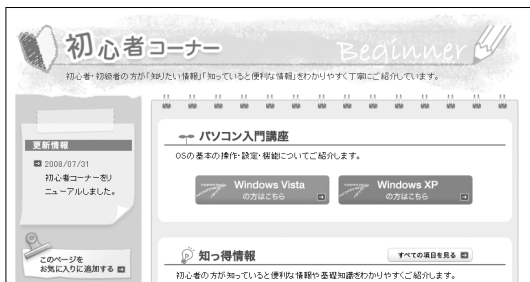 初心者コーナー
Beginner
初心者・初級者の方が「知りたい情報」「知っていると便利な情報」をわかりやすく丁寧にご紹介しています。
更新情報
2008/07/31
初心者コーナーをリ
ニューアルしました。
このページを
お気に入りに追加する
パソコン入門講座
OSの基本の操作・設定・機能についてご紹介します。
Windows Vista
の方はこちら
Windows XP
の方はこちら
知っ得情報
すべての項目を見る
初心者の方が知っていると便利な情報や基礎知識をわかりやすくご紹介します。